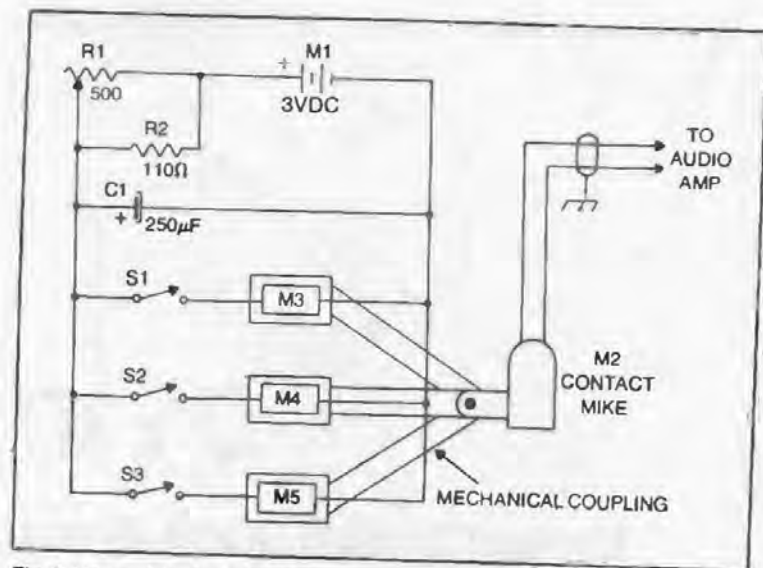 R1
500
M1
+
3VDC
R2
110Ω
C1
+
250µF
TO
AUDIO
AMP
S1
M3
S2
M4
M2
CONTACT
MIKE
S3
M5
MECHANICAL COUPLING